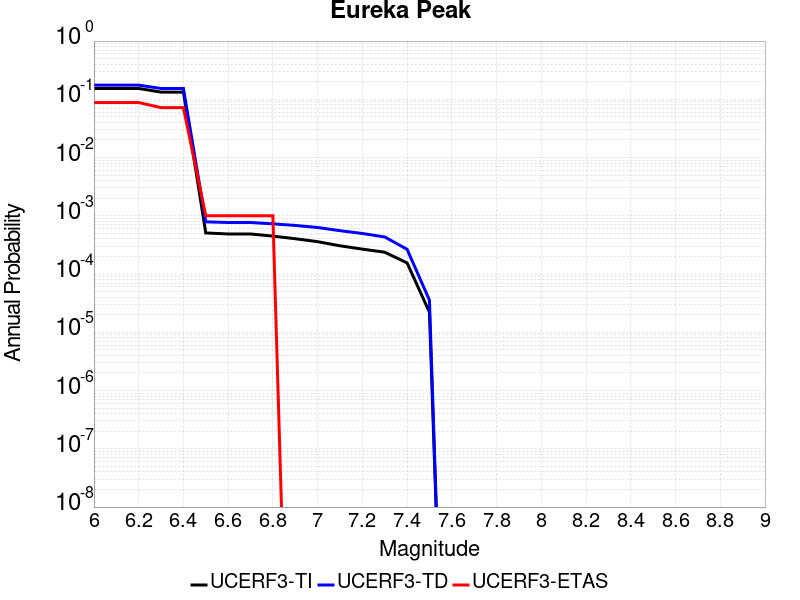 Eureka Peak
10^0
10^-1
10^-2
10^-3
10^-4
10^-5
10^-6
10^-7
10^-8
Annual Probability
6 6.2 6.4 6.6 6.8 7 7.2 7.4 7.6 7.8 8 8.2 8.4 8.6 8.8 9
Magnitude
UCERF3-TI UCERF3-TD UCERF3-ETAS